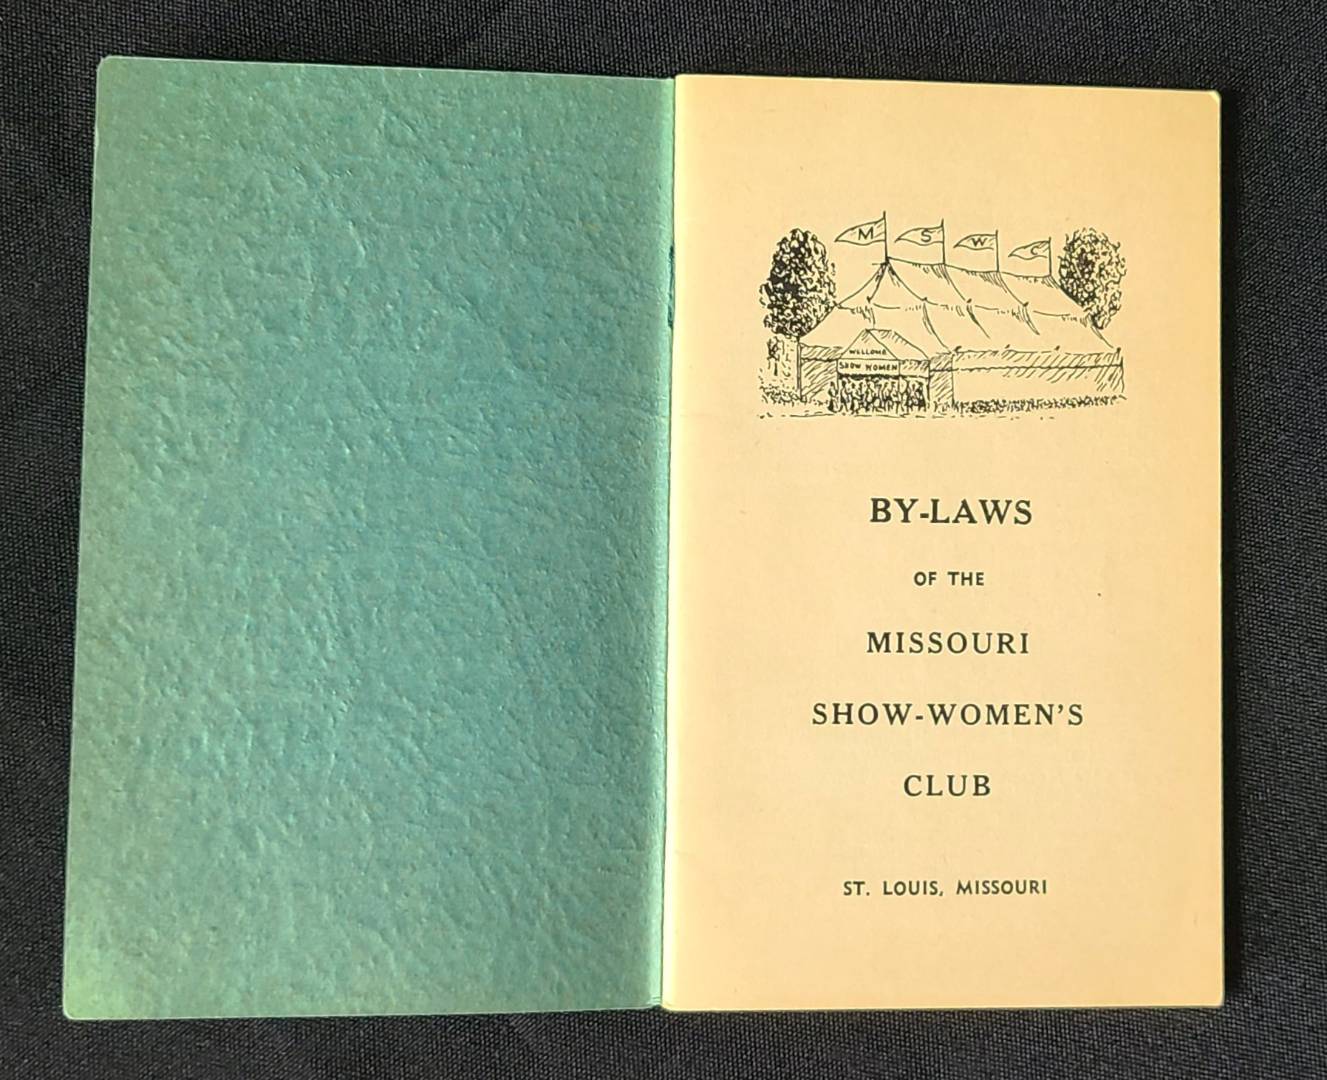 M S W C
WELCOME
SHOW WOMEN
BY-LAWS
OF THE
MISSOURI
SHOW-WOMEN'S
CLUB
ST. LOUIS, MISSOURI